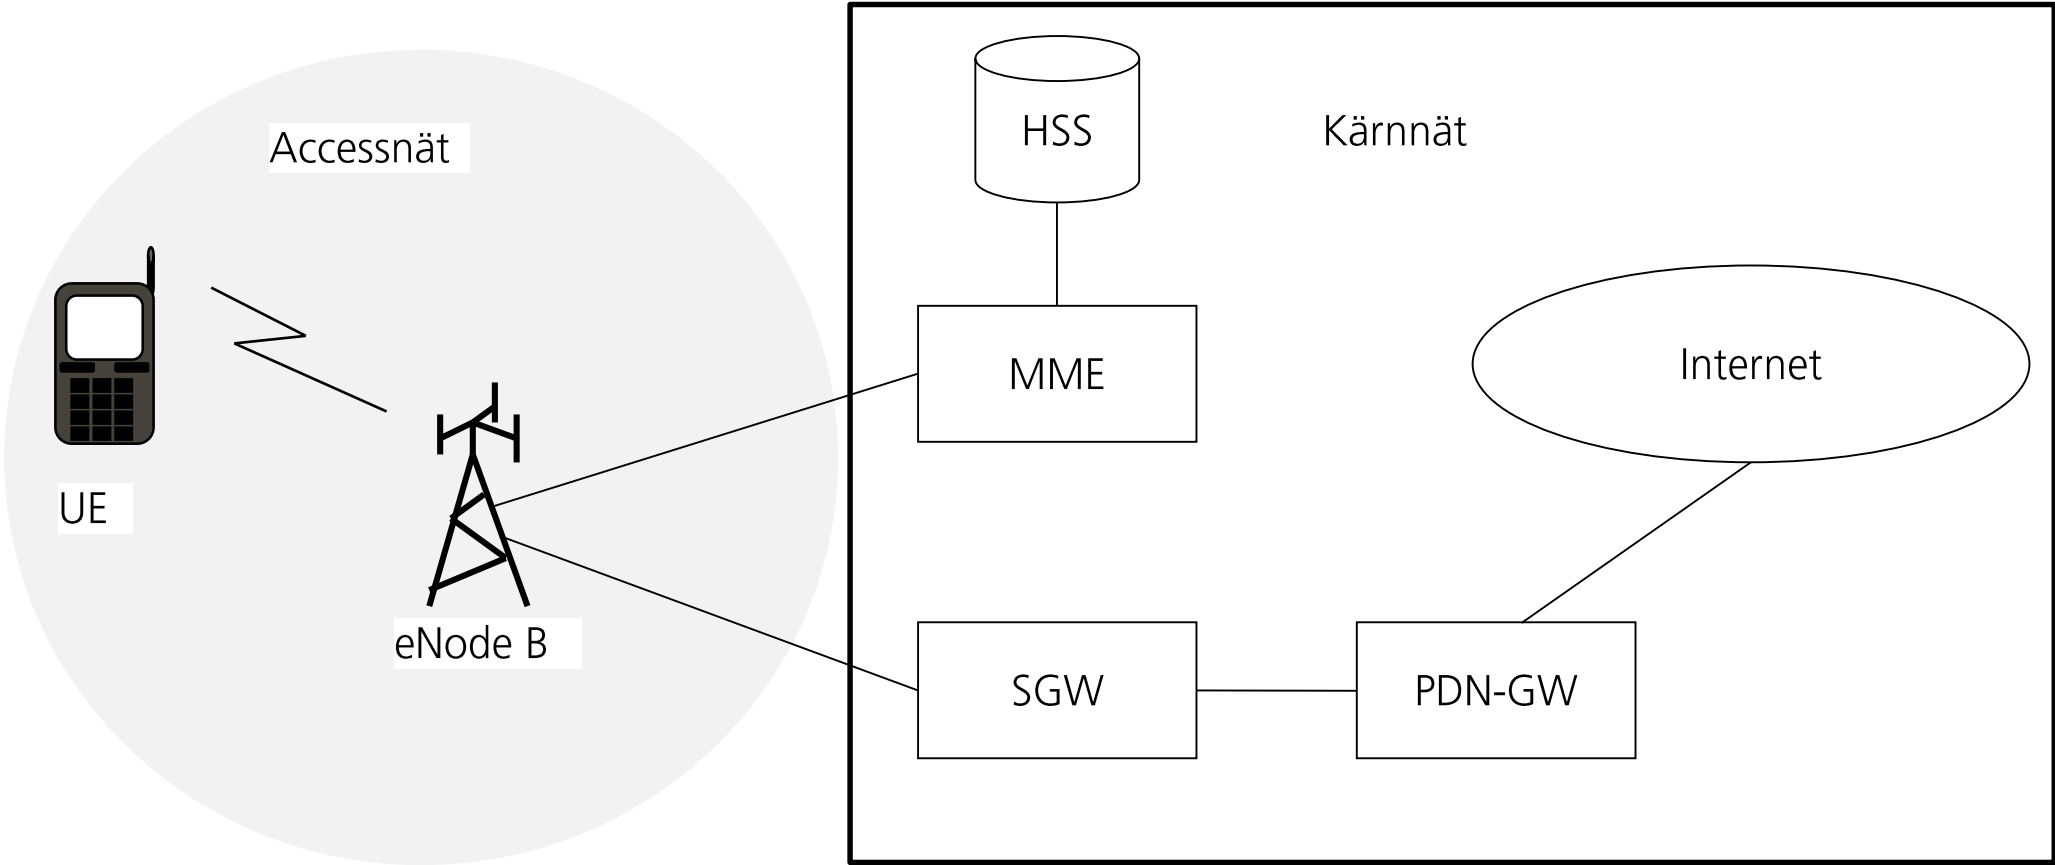 Accessnät
UE
eNode B
HSS
Kärnnät
MME
Internet
SGW
PDN-GW